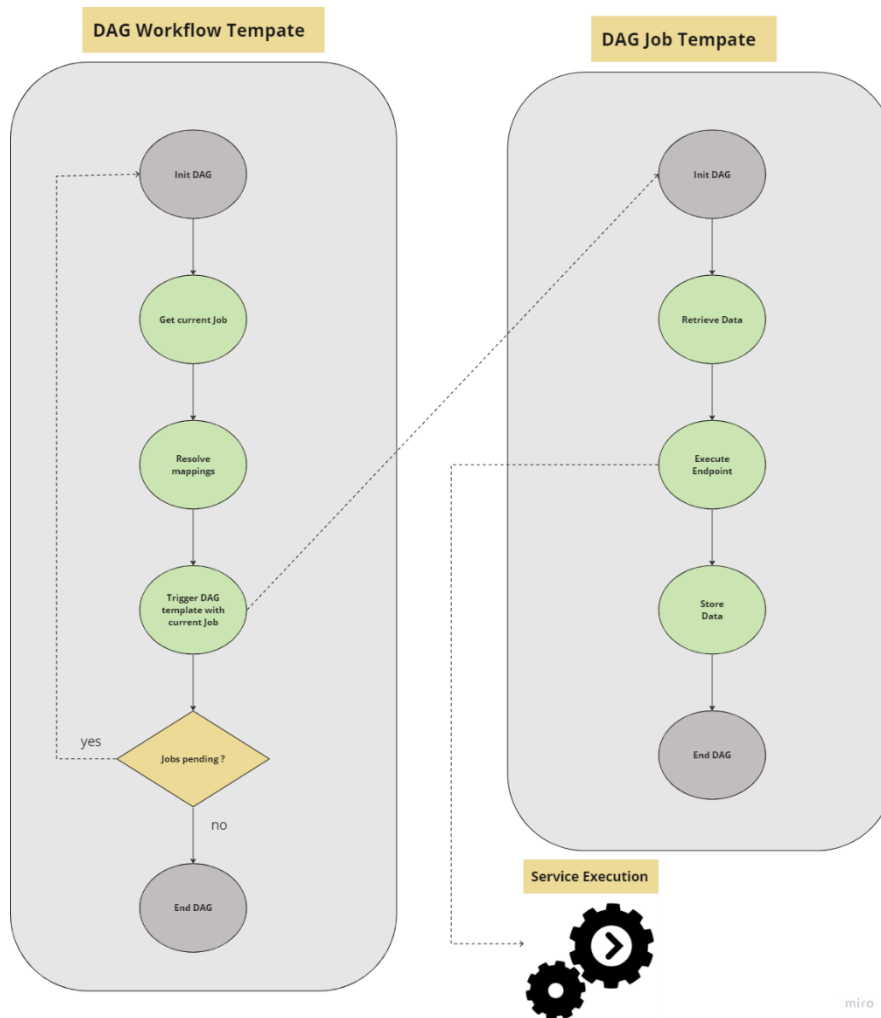 DAG Workflow Tempate
Init DAG
Get current Job
Resolve
mappings
Trigger DAG
template with
current Job
yes
Jobs pending ?
no
End DAG
DAG Job Tempate
Init DAG
Retrieve Data
Execute
Endpoint
Store
Data
End DAG
Service Execution
miro